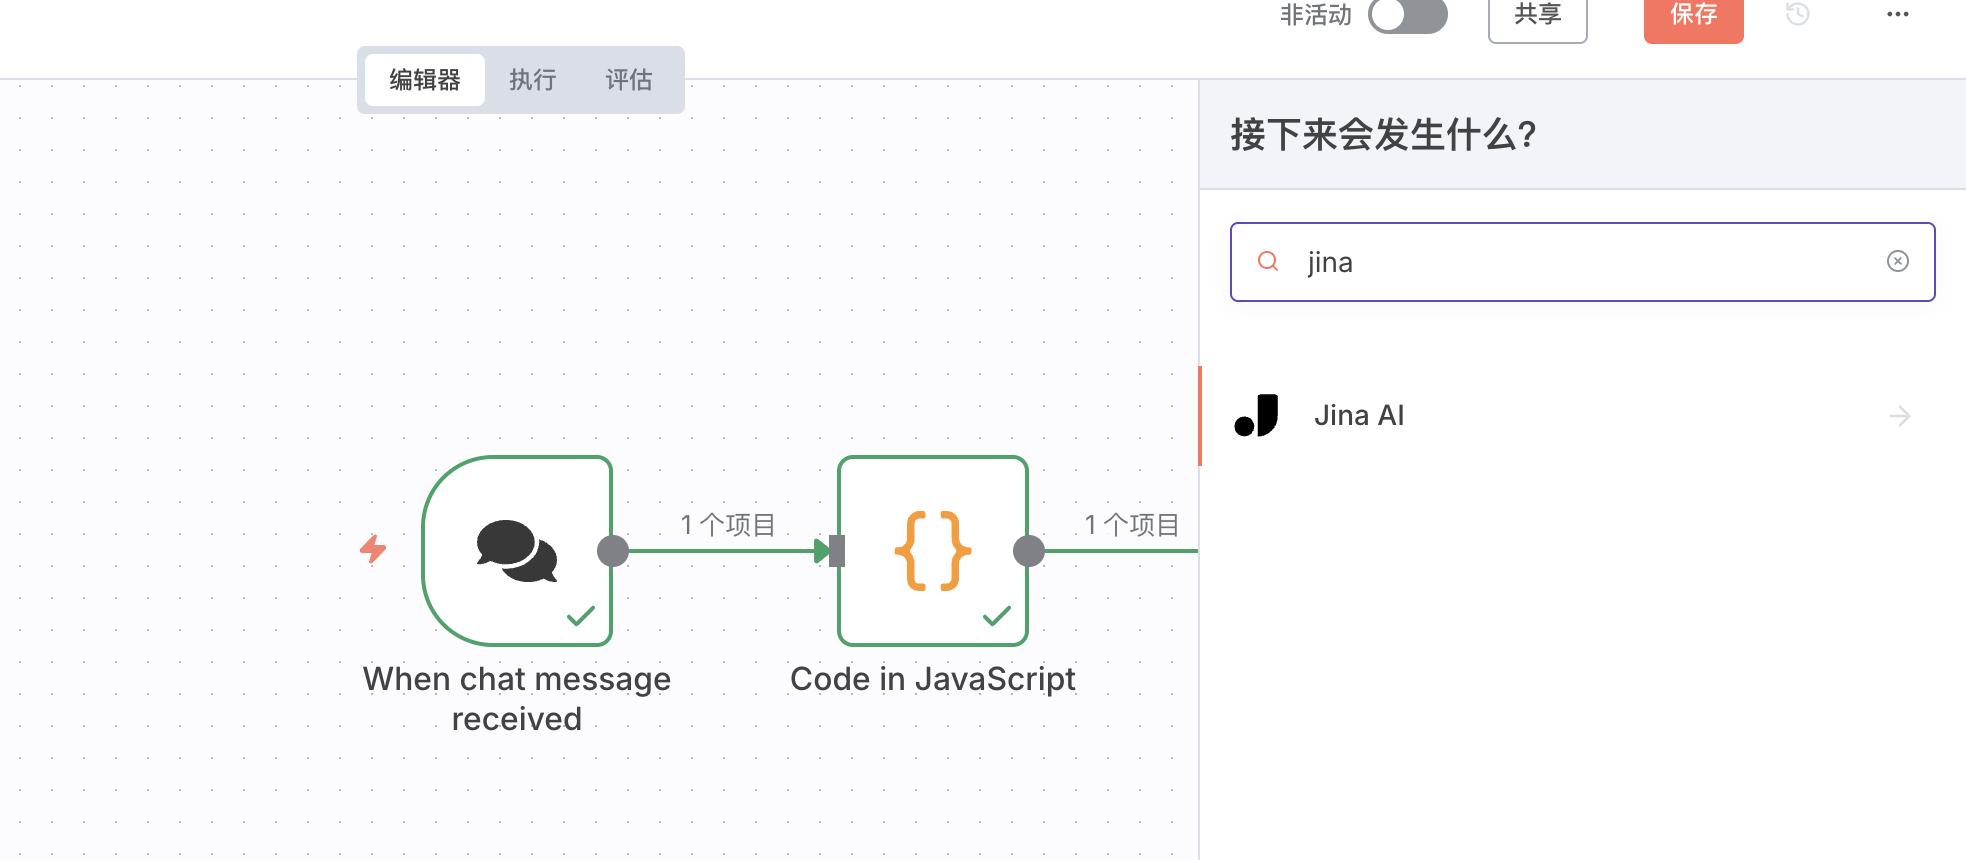 非活动
共享
保存
编辑器
执行
评估
接下来会发生什么?
jina
Jina AI
1 个项目
1 个项目
When chat message
received
Code in JavaScript